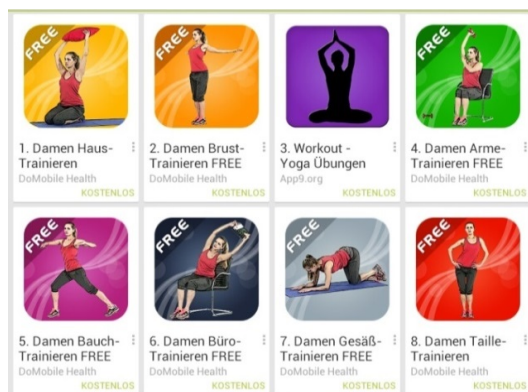 FREE
1. Damen Haus-
Trainieren
DoMobile Health
KOSTENLOS
FREE
2. Damen Brust-
Trainieren FREE
DoMobile Health
KOSTENLOS
3. Workout -
Yoga Übungen
App9.org
KOSTENLOS
FREE
4. Damen Arme-
Trainieren FREE
DoMobile Health
KOSTENLOS
FREE
5. Damen Bauch-
Trainieren FREE
DoMobile Health
KOSTENLOS
FREE
6. Damen Büro-
Trainieren FREE
DoMobile Health
KOSTENLOS
FREE
7. Damen Gesäß-
Trainieren FREE
DoMobile Health
KOSTENLOS
8. Damen Taille-
Trainieren
DoMobile Health
KOSTENLOS